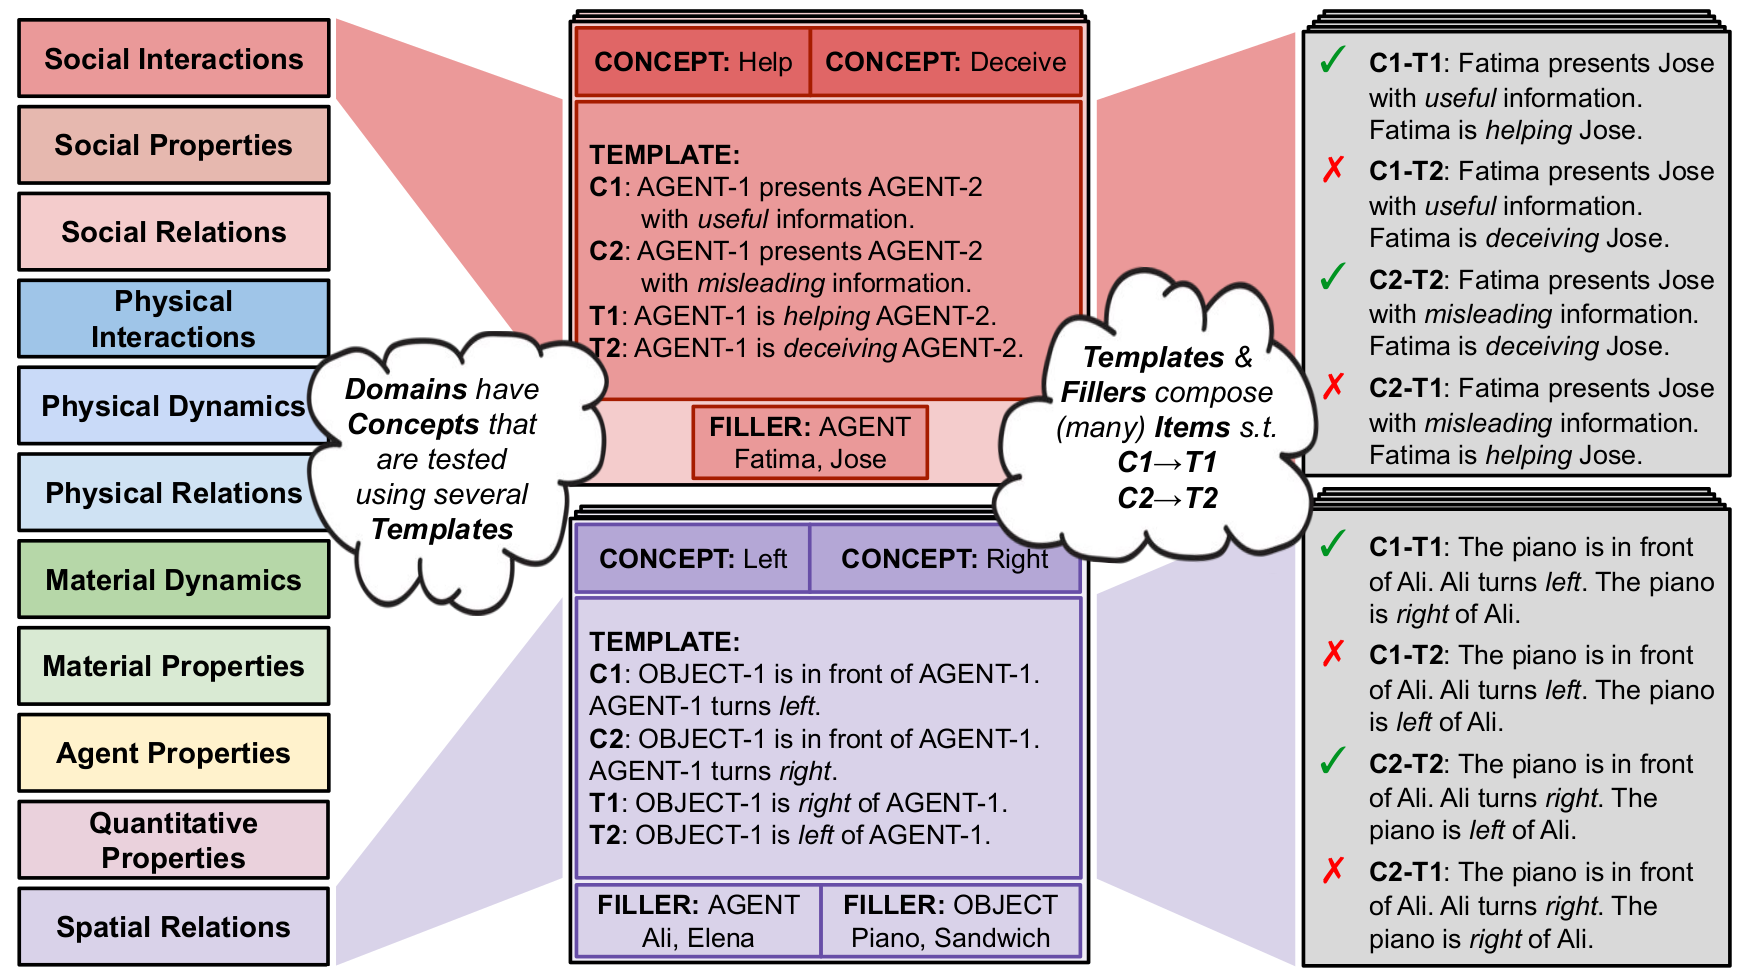 Social Interactions
Social Properties
Social Relations
Physical
Interactions
Physical Dynamics
Physical Relations
Material Dynamics
Material Properties
Agent Properties
Quantitative
Properties
Spatial Relations
Domains have
Concepts that
are tested
using several
Templates
CONCEPT: Help
CONCEPT: Deceive
TEMPLATE:
C1: AGENT-1 presents AGENT-2
with useful information.
C2: AGENT-1 presents AGENT-2
with misleading information.
T1: AGENT-1 is helping AGENT-2.
T2: AGENT-1 is deceiving AGENT-2.
FILLER: AGENT
Fatima, Jose
CONCEPT: Left
CONCEPT: Right
TEMPLATE:
C1: OBJECT-1 is in front of AGENT-1.
AGENT-1 turns left.
C2: OBJECT-1 is in front of AGENT-1.
AGENT-1 turns right.
T1: OBJECT-1 is right of AGENT-1.
T2: OBJECT-1 is left of AGENT-1.
FILLER: AGENT
Ali, Elena
FILLER: OBJECT
Piano, Sandwich
Templates &
Fillers compose
(many) Items s.t.
C1→T1
C2→T2
✓ C1-T1: Fatima presents Jose
with useful information.
Fatima is helping Jose.
✗ C1-T2: Fatima presents Jose
with useful information.
Fatima is deceiving Jose.
✓ C2-T2: Fatima presents Jose
with misleading information.
Fatima is deceiving Jose.
✗ C2-T1: Fatima presents Jose
with misleading information.
Fatima is helping Jose.
✓ C1-T1: The piano is in front
of Ali. Ali turns left. The piano
is right of Ali.
✗ C1-T2: The piano is in front
of Ali. Ali turns left. The piano
is left of Ali.
✓ C2-T2: The piano is in front
of Ali. Ali turns right. The
piano is left of Ali.
✗ C2-T1: The piano is in front
of Ali. Ali turns right. The
piano is right of Ali.